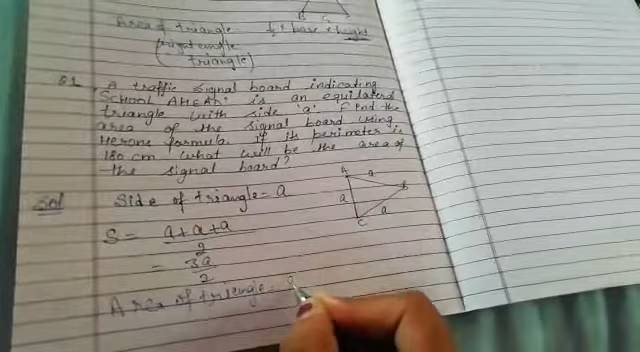 B C
Area of triangle ½ × base × height
(right angle
triangle)
Q1. A traffic signal board indicating
'SCHOOL AHEAD' is an equilateral
triangle with side 'a'. Find the
area of the signal board using
Herons formula. If its perimeter is
180 cm what will be the area of
the signal board?
Sol Side of triangle = a
A a B
a a
C
S = a+a+a
2
= 3a
2
Area of triange =